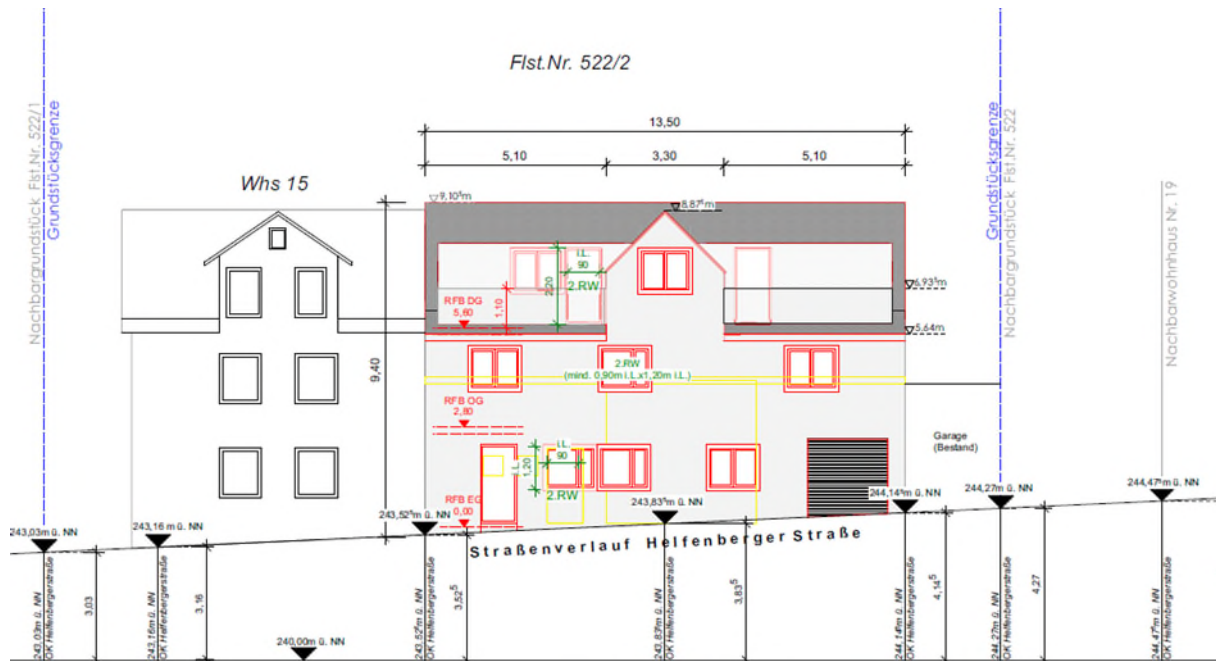 Flst.Nr. 522/2
Nachbargrundstück Flst.Nr. 522/1
Grundstücksgrenze
Grundstücksgrenze
Nachbargrundstück Flst.Nr. 522
Nachbarwohnhaus Nr. 19
13,50
5,10
3,30
5,10
Whs 15
9,10⁵m
8,87⁵m
i.L.
90
2.RW
2,20
1,10
6,93⁵m
RFB DG
5,60
5,64m
9,40
2.RW
(mind. 0,90m i.L.x1,20m i.L.)
RFB OG
2,80
Garage
(Bestand)
i.L.
90
i.L.
1,20
2.RW
RFB EG
0,00
243,03m ü. NN
243,16m ü. NN
243,52⁵m ü. NN
243,83⁵m ü. NN
244,14⁵m ü. NN
244,27m ü. NN
244,47⁵m ü. NN
Straßenverlauf Helfenberger Straße
243,03m ü. NN
OK Helfenbergerstraße
3,03
243,16m ü. NN
OK Helfenbergerstraße
3,16
240,00m ü. NN
243,52⁵m ü. NN
OK Helfenbergerstraße
3,52⁵
243,83⁵m ü. NN
OK Helfenbergerstraße
3,83⁵
244,14⁵m ü. NN
OK Helfenbergerstraße
4,14⁵
244,27m ü. NN
OK Helfenbergerstraße
4,27
244,47⁵m ü. NN
OK Helfenbergerstraße